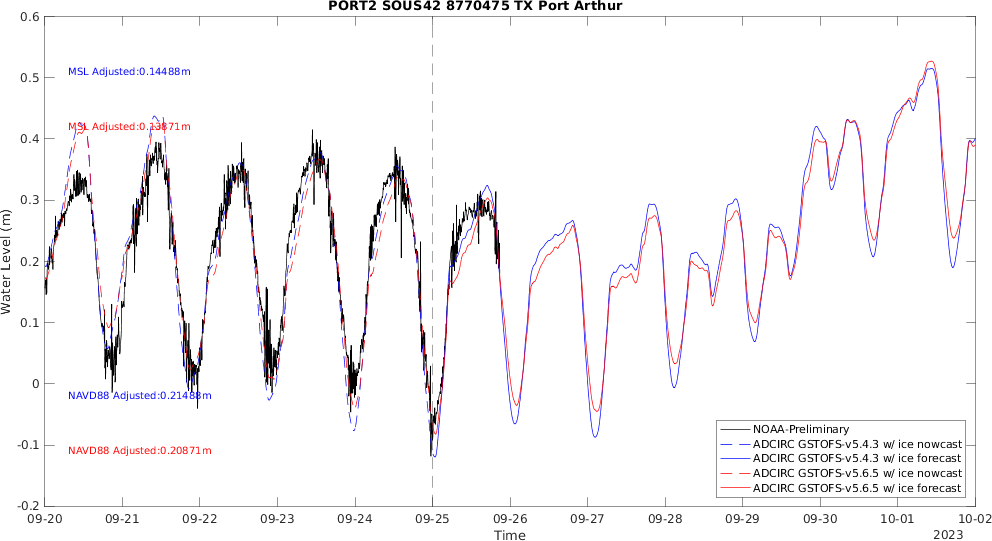 PORT2 SOUS42 8770475 TX Port Arthur
0.6
0.5
0.4
0.3
0.2
0.1
0
-0.1
-0.2
Water Level (m)
MSL Adjusted:0.14488m
MSL Adjusted:0.13871m
NAVD88 Adjusted:0.21488m
NAVD88 Adjusted:0.20871m
NOAA-Preliminary
ADCIRC GSTOFS-v5.4.3 w/ ice nowcast
ADCIRC GSTOFS-v5.4.3 w/ ice forecast
ADCIRC GSTOFS-v5.6.5 w/ ice nowcast
ADCIRC GSTOFS-v5.6.5 w/ ice forecast
09-20 09-21 09-22 09-23 09-24 09-25 09-26 09-27 09-28 09-29 09-30 10-01 10-02
Time
2023